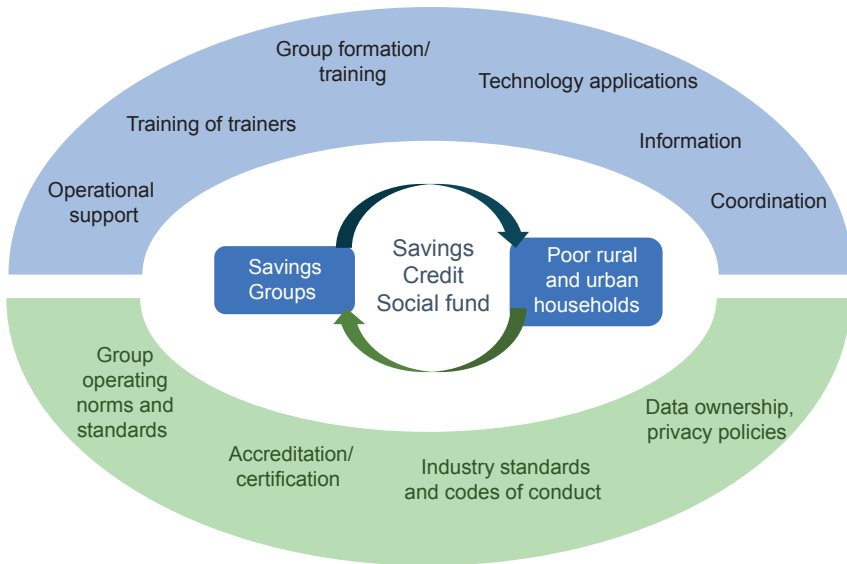 Group formation/
training
Technology applications
Training of trainers
Information
Operational
support
Coordination
Savings
Groups
Savings
Credit
Social fund
Poor rural
and urban
households
Group
operating
norms and
standards
Accreditation/
certification
Industry standards
and codes of conduct
Data ownership,
privacy policies